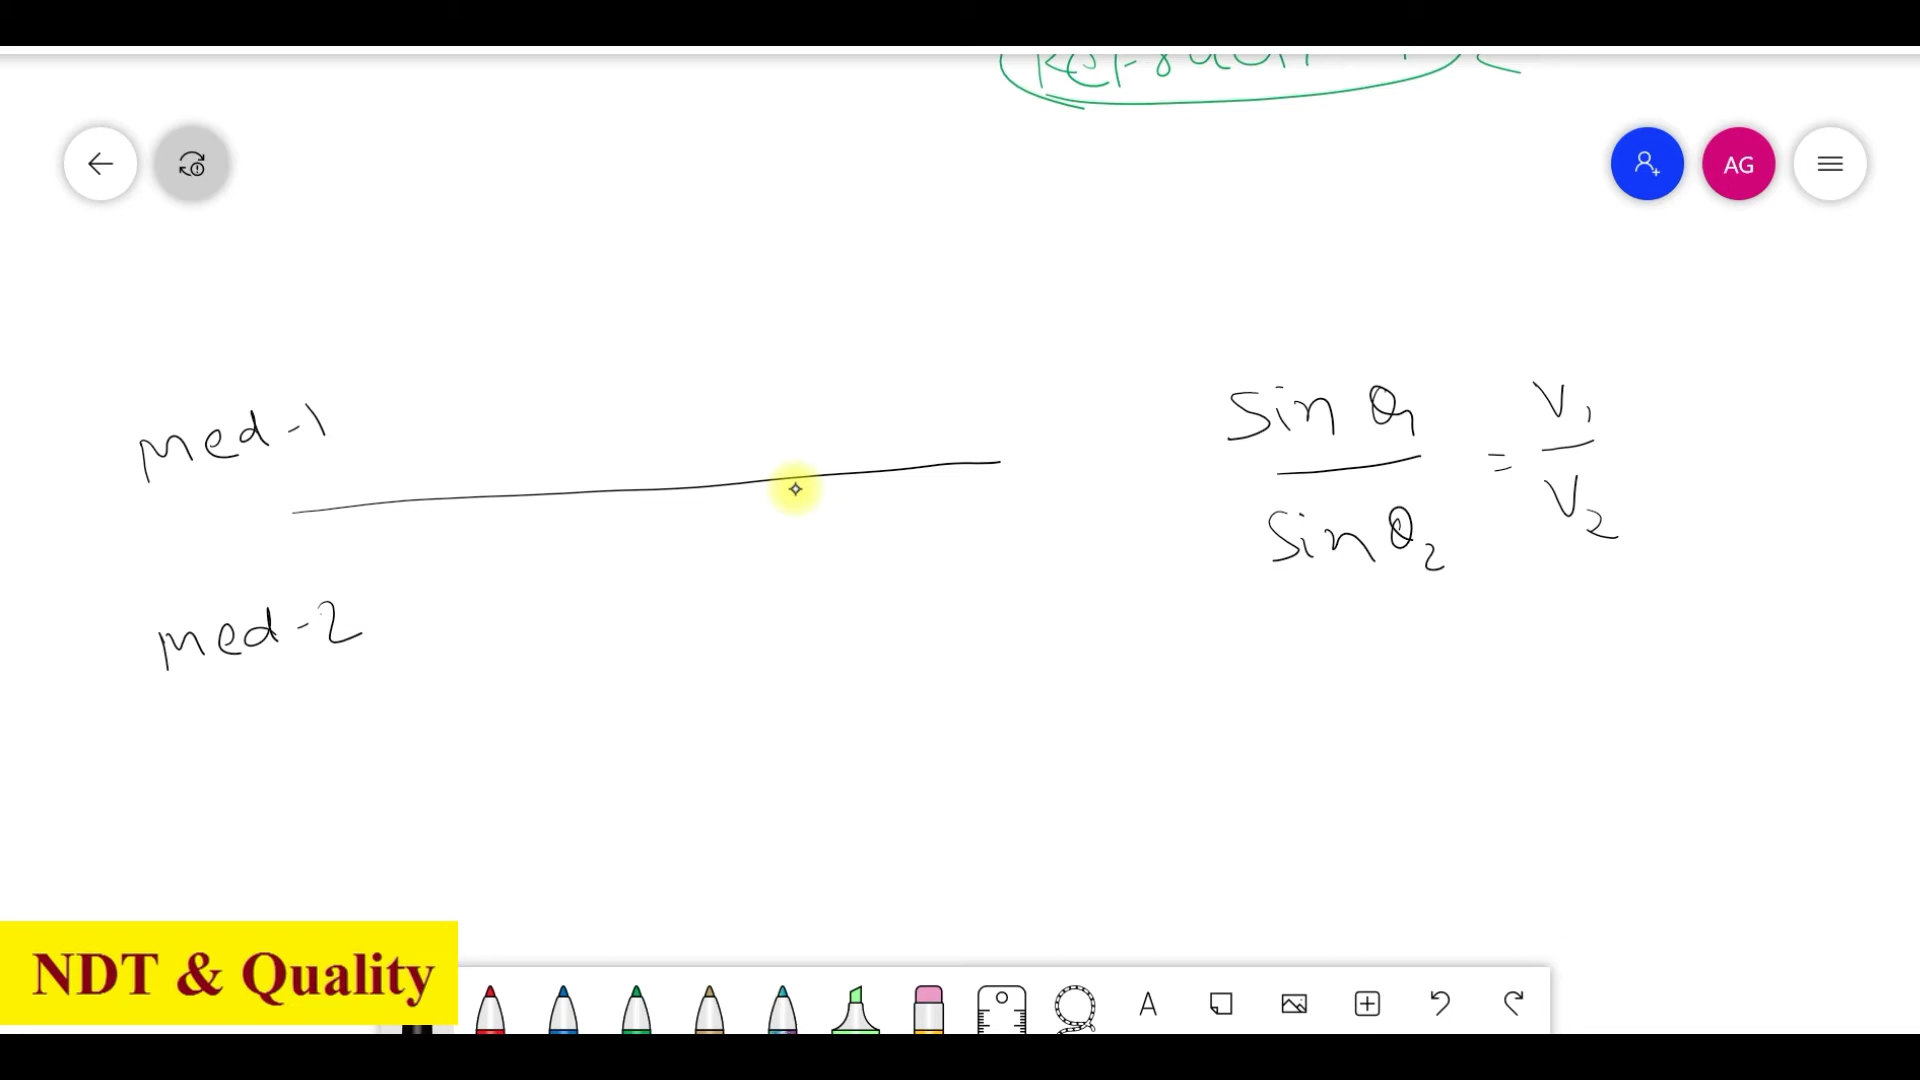 AG
med-1
sin θ1
———
sin θ2
= V1
—
V2
med-2
NDT & Quality
A